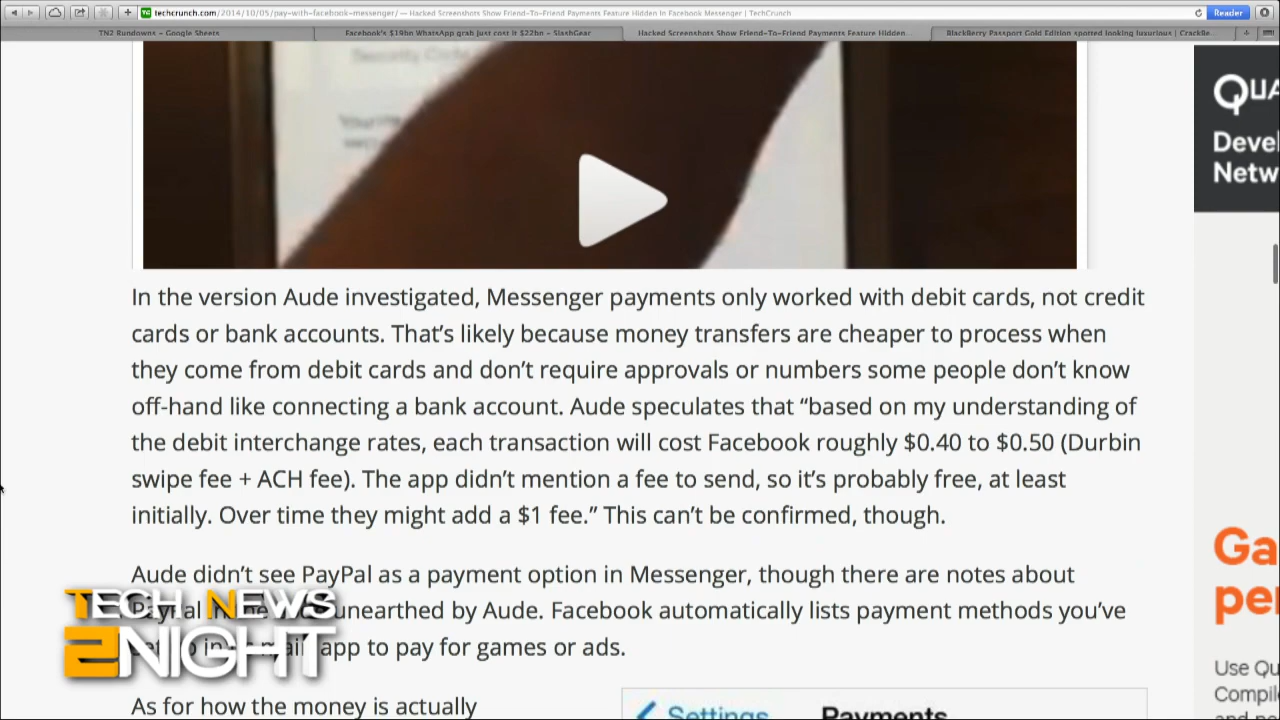 techcrunch.com/2014/10/05/pay-with-facebook-messenger/ — Hacked Screenshots Show Friend-To-Friend Payments Feature Hidden In Facebook Messenger | TechCrunch
Reader
TN2 Rundowns - Google Sheets
Facebook's $19bn WhatsApp grab just cost it $22bn - SlashGear
Hacked Screenshots Show Friend-To-Friend Payments Feature Hidden...
BlackBerry Passport Gold Edition spotted looking luxurious | CrackBe...
Security Code
QUA
Deve
Netw
In the version Aude investigated, Messenger payments only worked with debit cards, not credit
cards or bank accounts. That's likely because money transfers are cheaper to process when
they come from debit cards and don't require approvals or numbers some people don't know
off-hand like connecting a bank account. Aude speculates that “based on my understanding of
the debit interchange rates, each transaction will cost Facebook roughly $0.40 to $0.50 (Durbin
swipe fee + ACH fee). The app didn't mention a fee to send, so it's probably free, at least
initially. Over time they might add a $1 fee.” This can't be confirmed, though.
Ga
pe
Aude didn't see PayPal as a payment option in Messenger, though there are notes about
unearthed by Aude. Facebook automatically lists payment methods you've
app to pay for games or ads.
TECH NEWS
2NIGHT
Use Qu
Compil
and po
As for how the money is actually
Settings
Payments